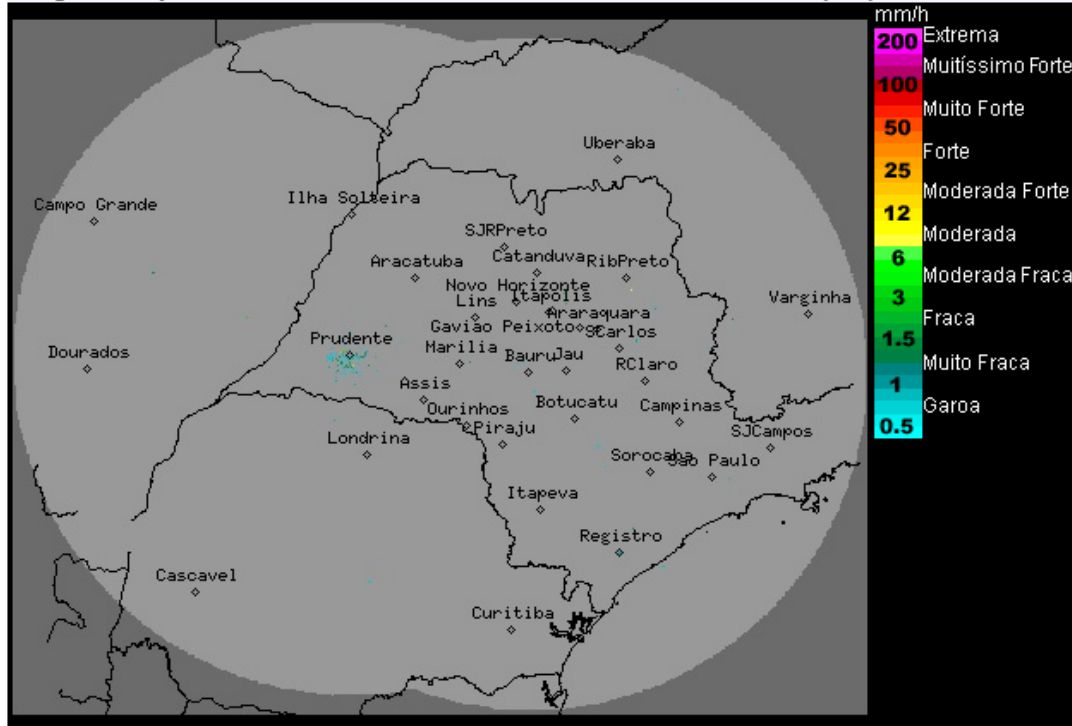 mm/h
200 Extrema
Muitíssimo Forte
100
Muito Forte
50
Forte
25
Moderada Forte
12
Moderada
6
Moderada Fraca
3
Fraca
1.5
Muito Fraca
1
Garoa
0.5
Uberaba
Campo Grande
Ilha Solteira
SJRPreto
Aracatuba
Catanduva
RibPreto
Novo Horizonte
Lins
Itapolis
Varginha
Araraquara
Gavião Peixoto
SCarlos
Prudente
Dourados
Marilia
Bauru
Jau
RClaro
Assis
Ourinhos
Botucatu
Campinas
Piraju
Londrina
SJCampos
Sorocaba
Sao Paulo
Itapeva
Registro
Cascavel
Curitiba